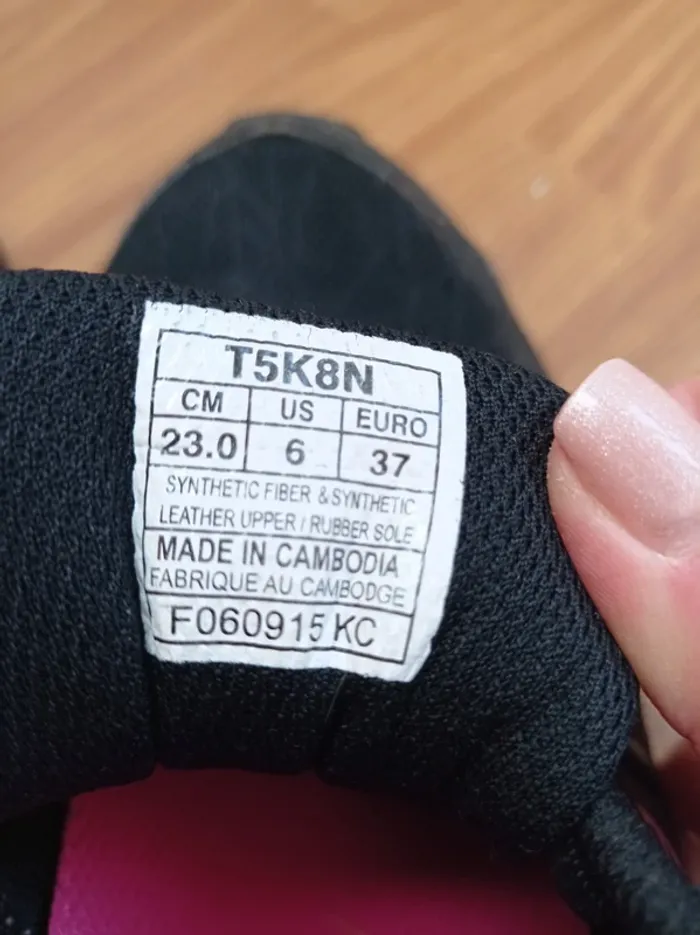 T5K8N
CM US EURO
23.0 6 37
SYNTHETIC FIBER & SYNTHETIC
LEATHER UPPER / RUBBER SOLE
MADE IN CAMBODIA
FABRIQUE AU CAMBODGE
F060915 KC